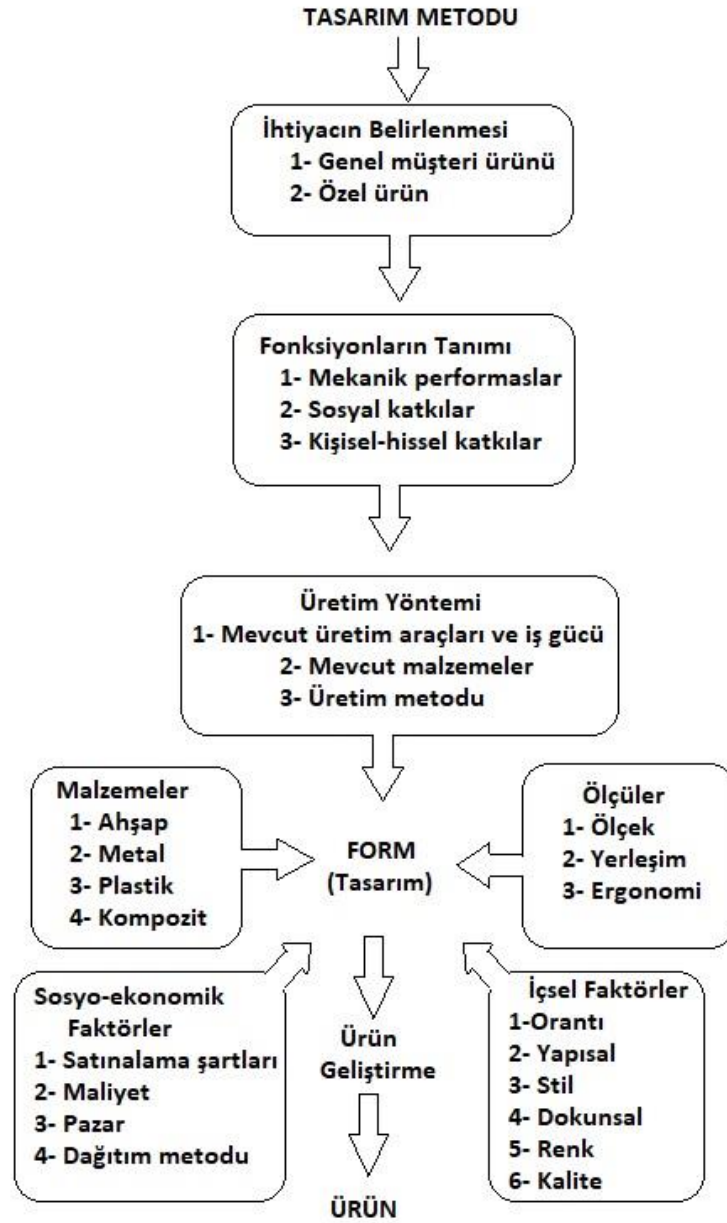 TASARIM METODU
İhtiyacın Belirlenmesi
1- Genel müşteri ürünü
2- Özel ürün
Fonksiyonların Tanımı
1- Mekanik performaslar
2- Sosyal katkılar
3- Kişisel-hissel katkılar
Üretim Yöntemi
1- Mevcut üretim araçları ve iş gücü
2- Mevcut malzemeler
3- Üretim metodu
Malzemeler
1- Ahşap
2- Metal
3- Plastik
4- Kompozit
FORM
(Tasarım)
Ölçüler
1- Ölçek
2- Yerleşim
3- Ergonomi
Sosyo-ekonomik
Faktörler
1- Satınalama şartları
2- Maliyet
3- Pazar
4- Dağıtım metodu
Ürün
Geliştirme
İçsel Faktörler
1-Orantı
2- Yapısal
3- Stil
4- Dokunsal
5- Renk
6- Kalite
ÜRÜN